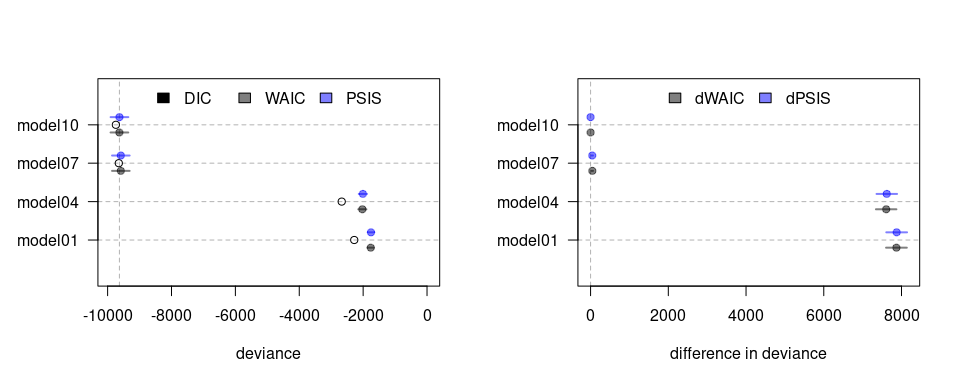 DIC WAIC PSIS
model10
model07
model04
model01
-10000 -8000 -6000 -4000 -2000 0
deviance
dWAIC dPSIS
model10
model07
model04
model01
0 2000 4000 6000 8000
difference in deviance